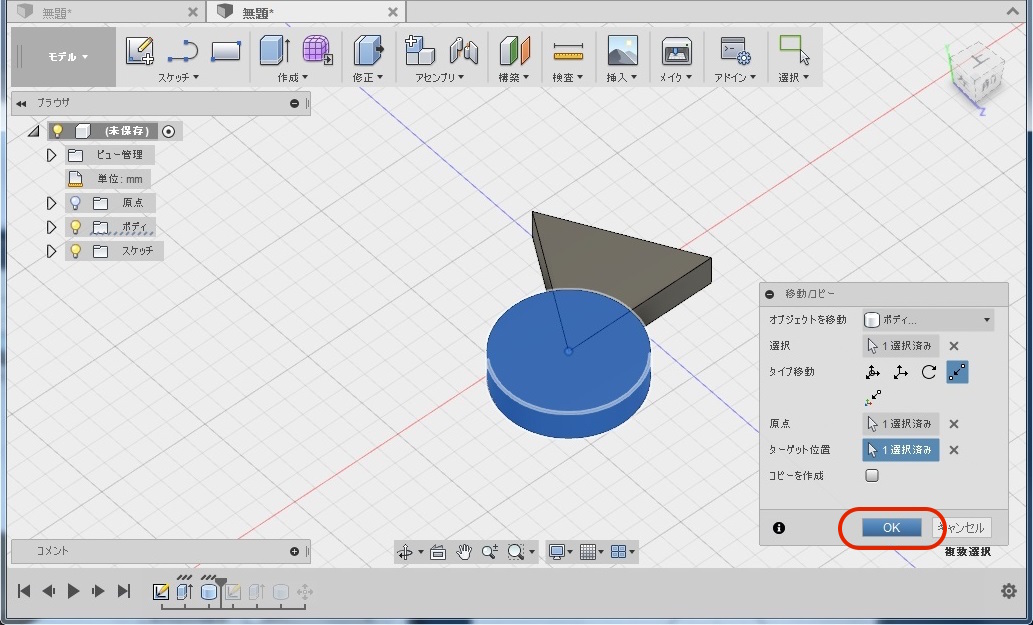 無題*
無題*
モデル
スケッチ
作成
修正
アセンブリ
構築
検査
挿入
メイク
アドイン
選択
ブラウザ
(未保存)
ビュー管理
単位: mm
原点
ボディ
スケッチ
Z
移動/コピー
オブジェクトを移動
ボディ...
選択
1 選択済み
タイプ移動
原点
1 選択済み
ターゲット位置
1 選択済み
コピーを作成
OK
キャンセル
複数選択
コメント